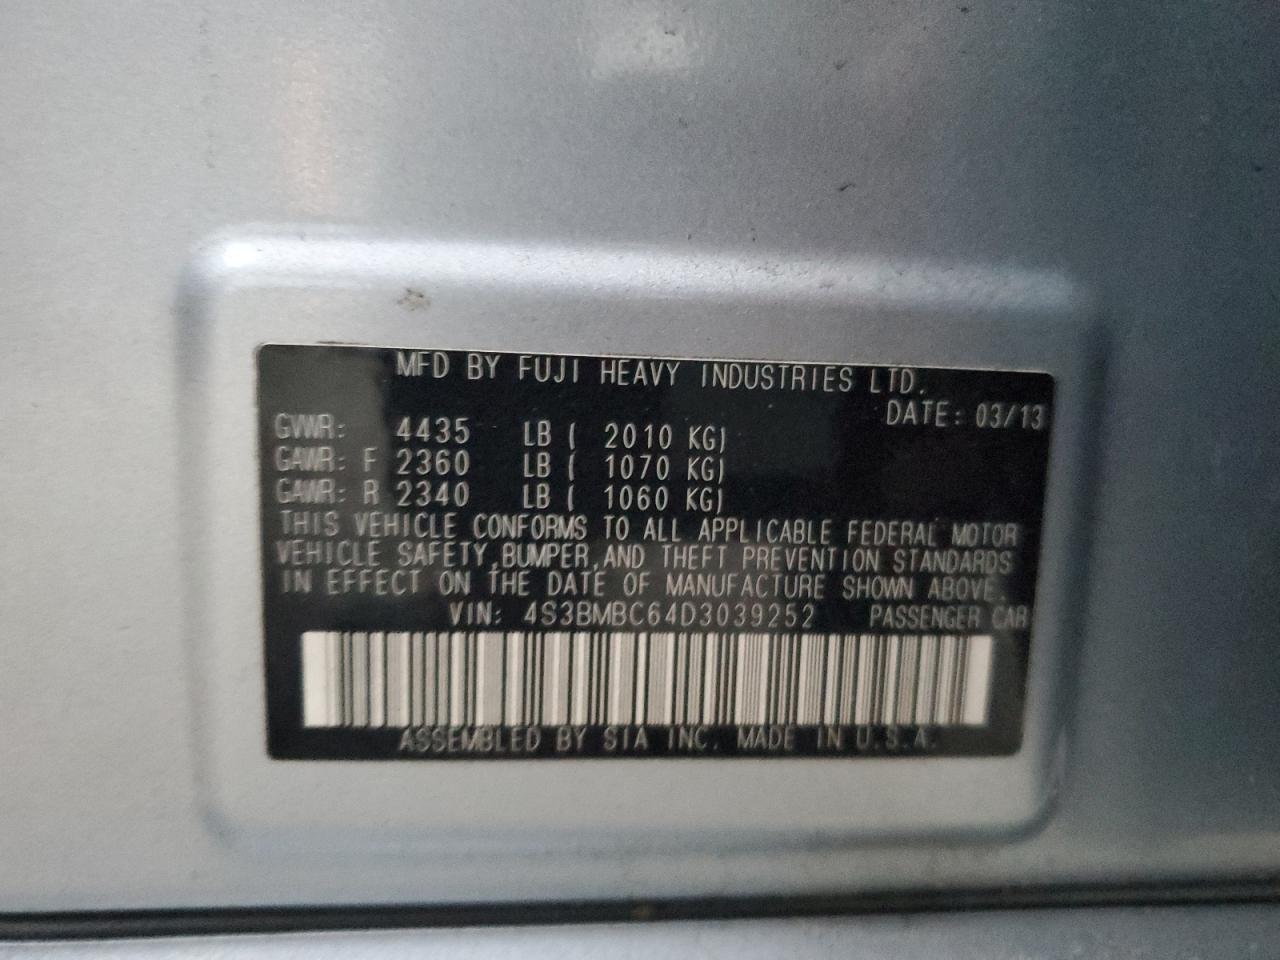 MFD BY FUJI HEAVY INDUSTRIES LTD.
DATE: 03/13
GVWR: 4435 LB ( 2010 KG)
GAWR: F 2360 LB ( 1070 KG)
GAWR: R 2340 LB ( 1060 KG)
THIS VEHICLE CONFORMS TO ALL APPLICABLE FEDERAL MOTOR
VEHICLE SAFETY,BUMPER,AND THEFT PREVENTION STANDARDS
IN EFFECT ON THE DATE OF MANUFACTURE SHOWN ABOVE.
VIN: 4S3BMBC64D3039252 PASSENGER CAR
ASSEMBLED BY SIA INC. MADE IN U.S.A.